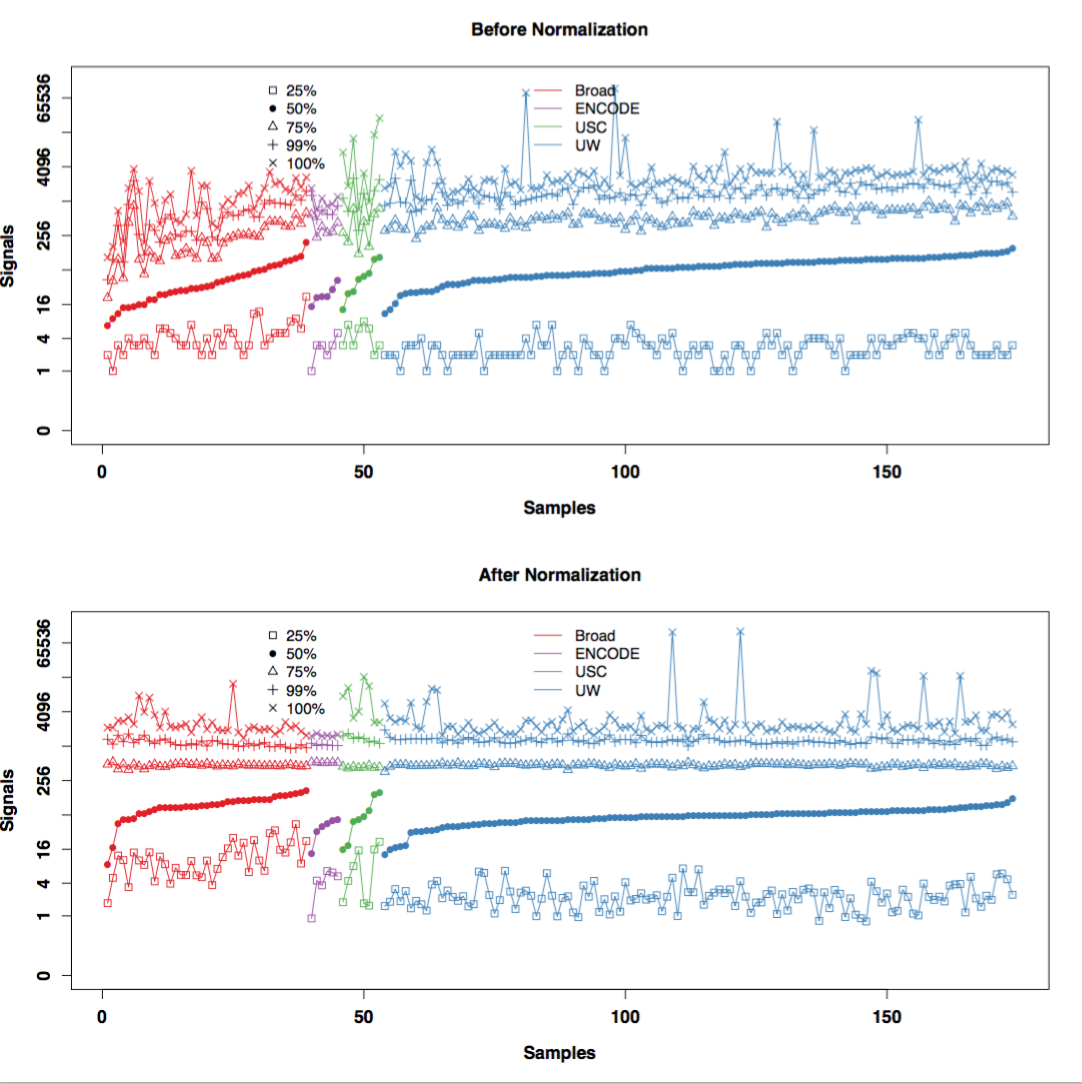 Before Normalization
25%
50%
75%
99%
100%
Broad
ENCODE
USC
UW
Signals
65536
4096
256
16
4
1
0
0
50
100
150
Samples
After Normalization
25%
50%
75%
99%
100%
Broad
ENCODE
USC
UW
Signals
65536
4096
256
16
4
1
0
0
50
100
150
Samples